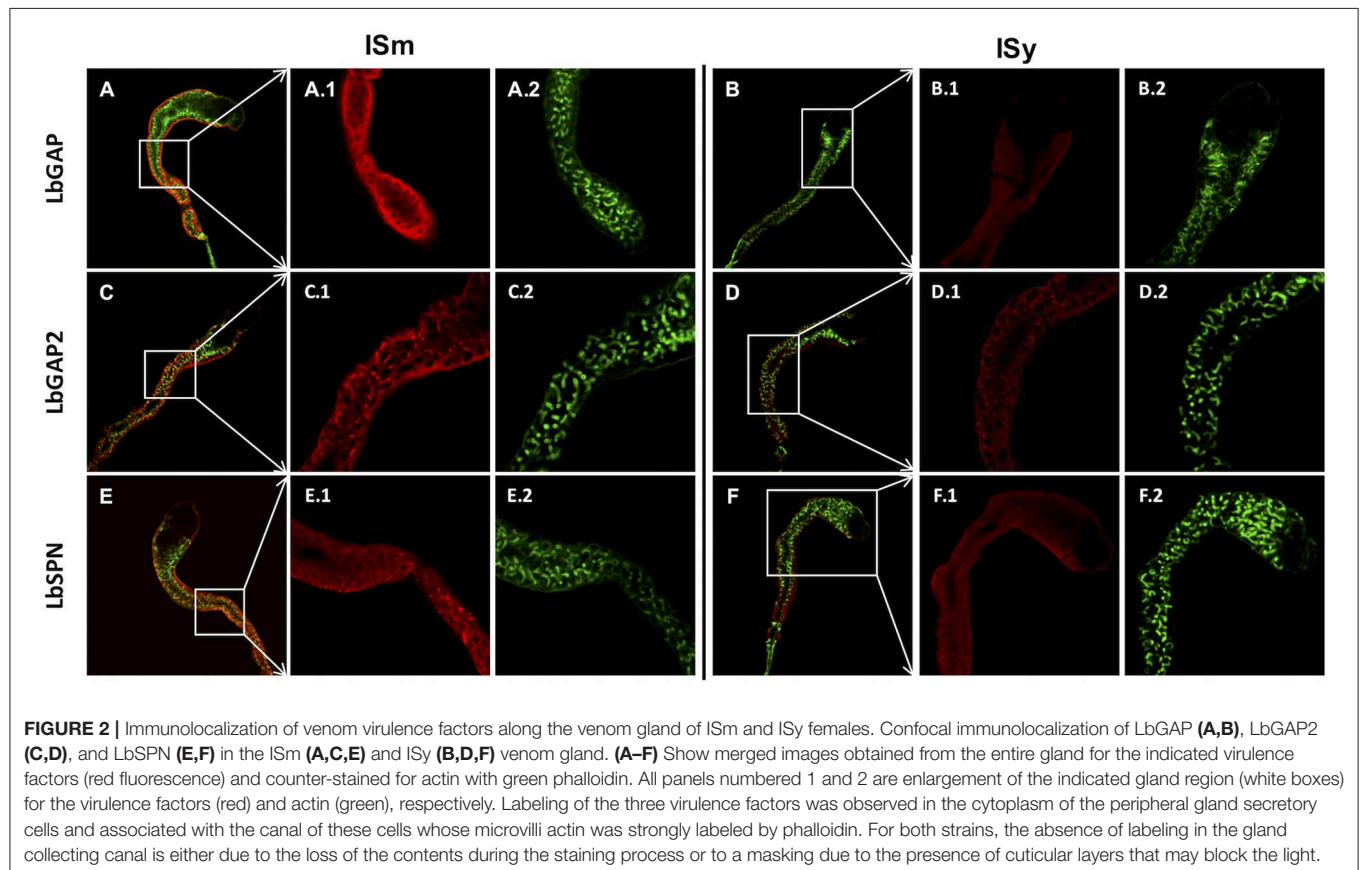 ISm
ISy
LbGAP
A
A.1
A.2
B
B.1
B.2
LbGAP2
C
C.1
C.2
D
D.1
D.2
LbSPN
E
E.1
E.2
F
F.1
F.2
FIGURE 2 | Immunolocalization of venom virulence factors along the venom gland of ISm and ISy females. Confocal immunolocalization of LbGAP (A,B), LbGAP2
(C,D), and LbSPN (E,F) in the ISm (A,C,E) and ISy (B,D,F) venom gland. (A–F) Show merged images obtained from the entire gland for the indicated virulence
factors (red fluorescence) and counter-stained for actin with green phalloidin. All panels numbered 1 and 2 are enlargement of the indicated gland region (white boxes)
for the virulence factors (red) and actin (green), respectively. Labeling of the three virulence factors was observed in the cytoplasm of the peripheral gland secretory
cells and associated with the canal of these cells whose microvilli actin was strongly labeled by phalloidin. For both strains, the absence of labeling in the gland
collecting canal is either due to the loss of the contents during the staining process or to a masking due to the presence of cuticular layers that may block the light.